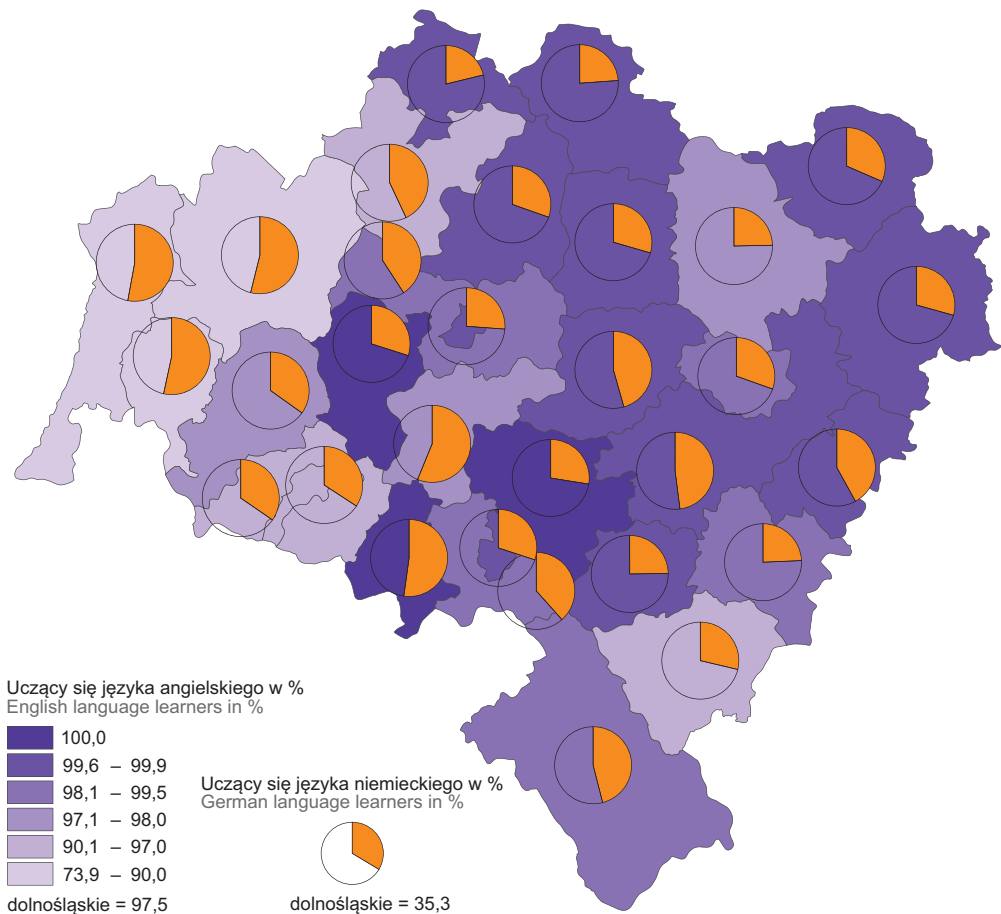 Uczący się języka angielskiego w %
English language learners in %
100,0
99,6 – 99,9
98,1 – 99,5
97,1 – 98,0
90,1 – 97,0
73,9 – 90,0
dolnośląskie = 97,5
Uczący się języka niemieckiego w %
German language learners in %
dolnośląskie = 35,3